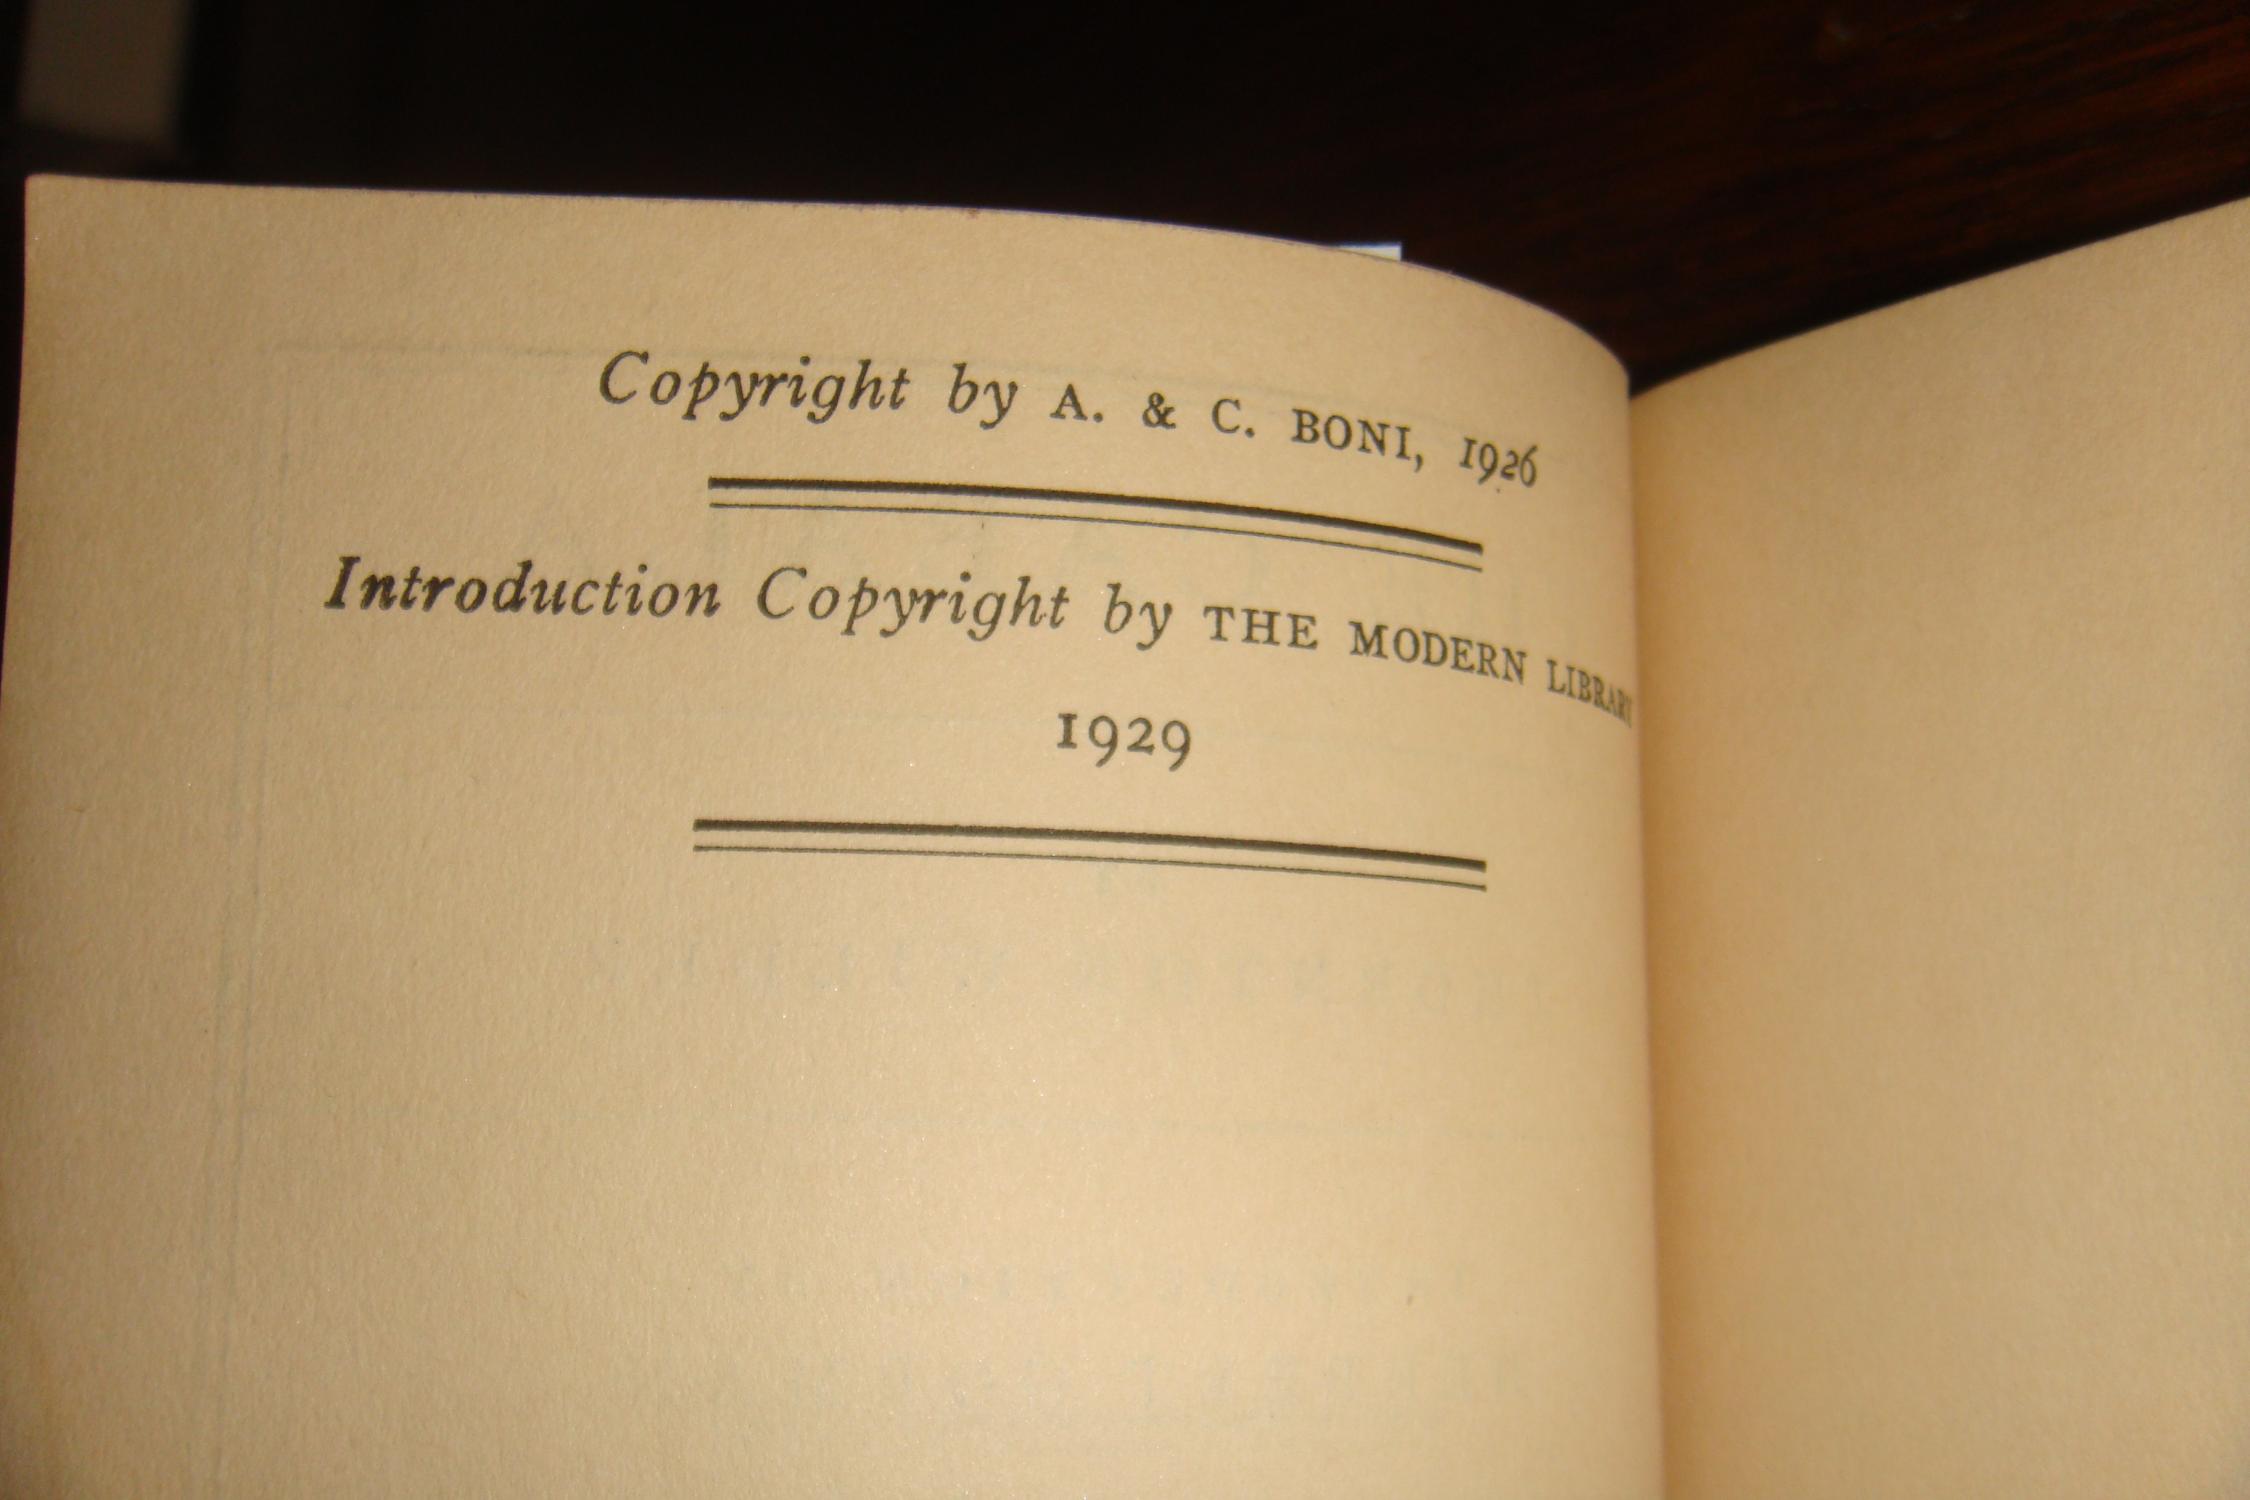 Copyright by A. & C. BONI, 1926
Introduction Copyright by THE MODERN LIBRARY
1929